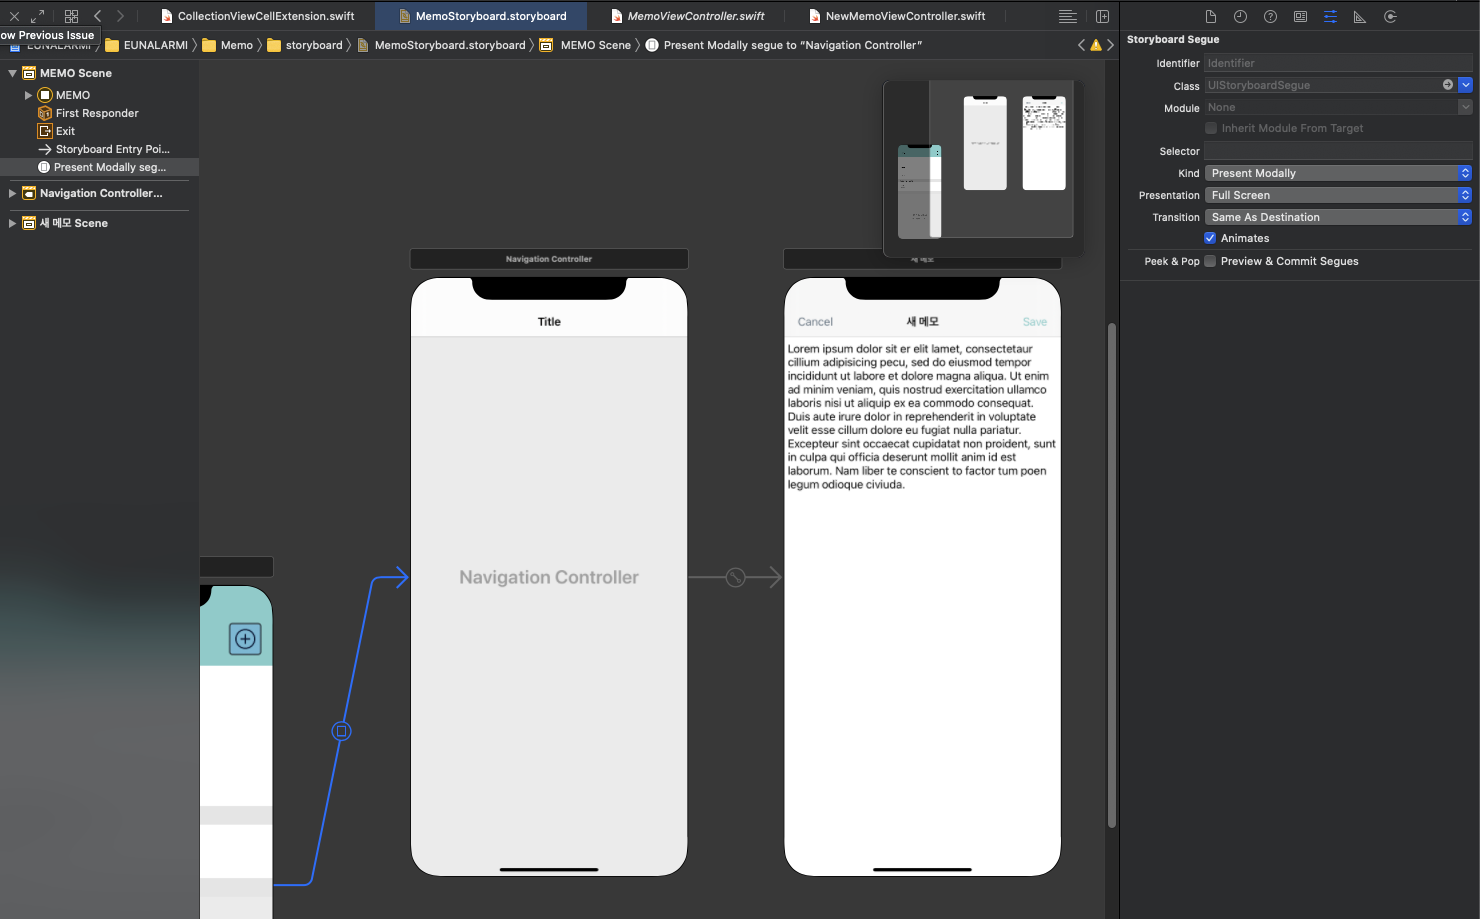 CollectionViewCellExtension.swift
MemoStoryboard.storyboard
MemoViewController.swift
NewMemoViewController.swift
ow Previous Issue
EUNALARMI
EUNALARMI
Memo
storyboard
MemoStoryboard.storyboard
MEMO Scene
Present Modally segue to “Navigation Controller”
MEMO Scene
MEMO
First Responder
Exit
Storyboard Entry Poi...
Present Modally seg...
Navigation Controller...
새 메모 Scene
Navigation Controller
Title
Navigation Controller
새 메모
Cancel
새 메모
Save
Lorem ipsum dolor sit er elit lamet, consectetaur
cillium adipisicing pecu, sed do eiusmod tempor
incididunt ut labore et dolore magna aliqua. Ut enim
ad minim veniam, quis nostrud exercitation ullamco
laboris nisi ut aliquip ex ea commodo consequat.
Duis aute irure dolor in reprehenderit in voluptate
velit esse cillum dolore eu fugiat nulla pariatur.
Excepteur sint occaecat cupidatat non proident, sunt
in culpa qui officia deserunt mollit anim id est
laborum. Nam liber te conscient to factor tum poen
legum odioque civiuda.
Storyboard Segue
Identifier
Identifier
Class
UIStoryboardSegue
Module
None
Inherit Module From Target
Selector
Kind
Present Modally
Presentation
Full Screen
Transition
Same As Destination
Animates
Peek & Pop
Preview & Commit Segues